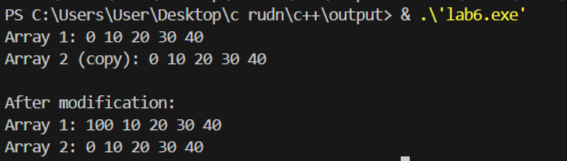 PS C:\Users\User\Desktop\c rudn\c++\output> & .\'lab6.exe'
Array 1: 0 10 20 30 40
Array 2 (copy): 0 10 20 30 40
After modification:
Array 1: 100 10 20 30 40
Array 2: 0 10 20 30 40